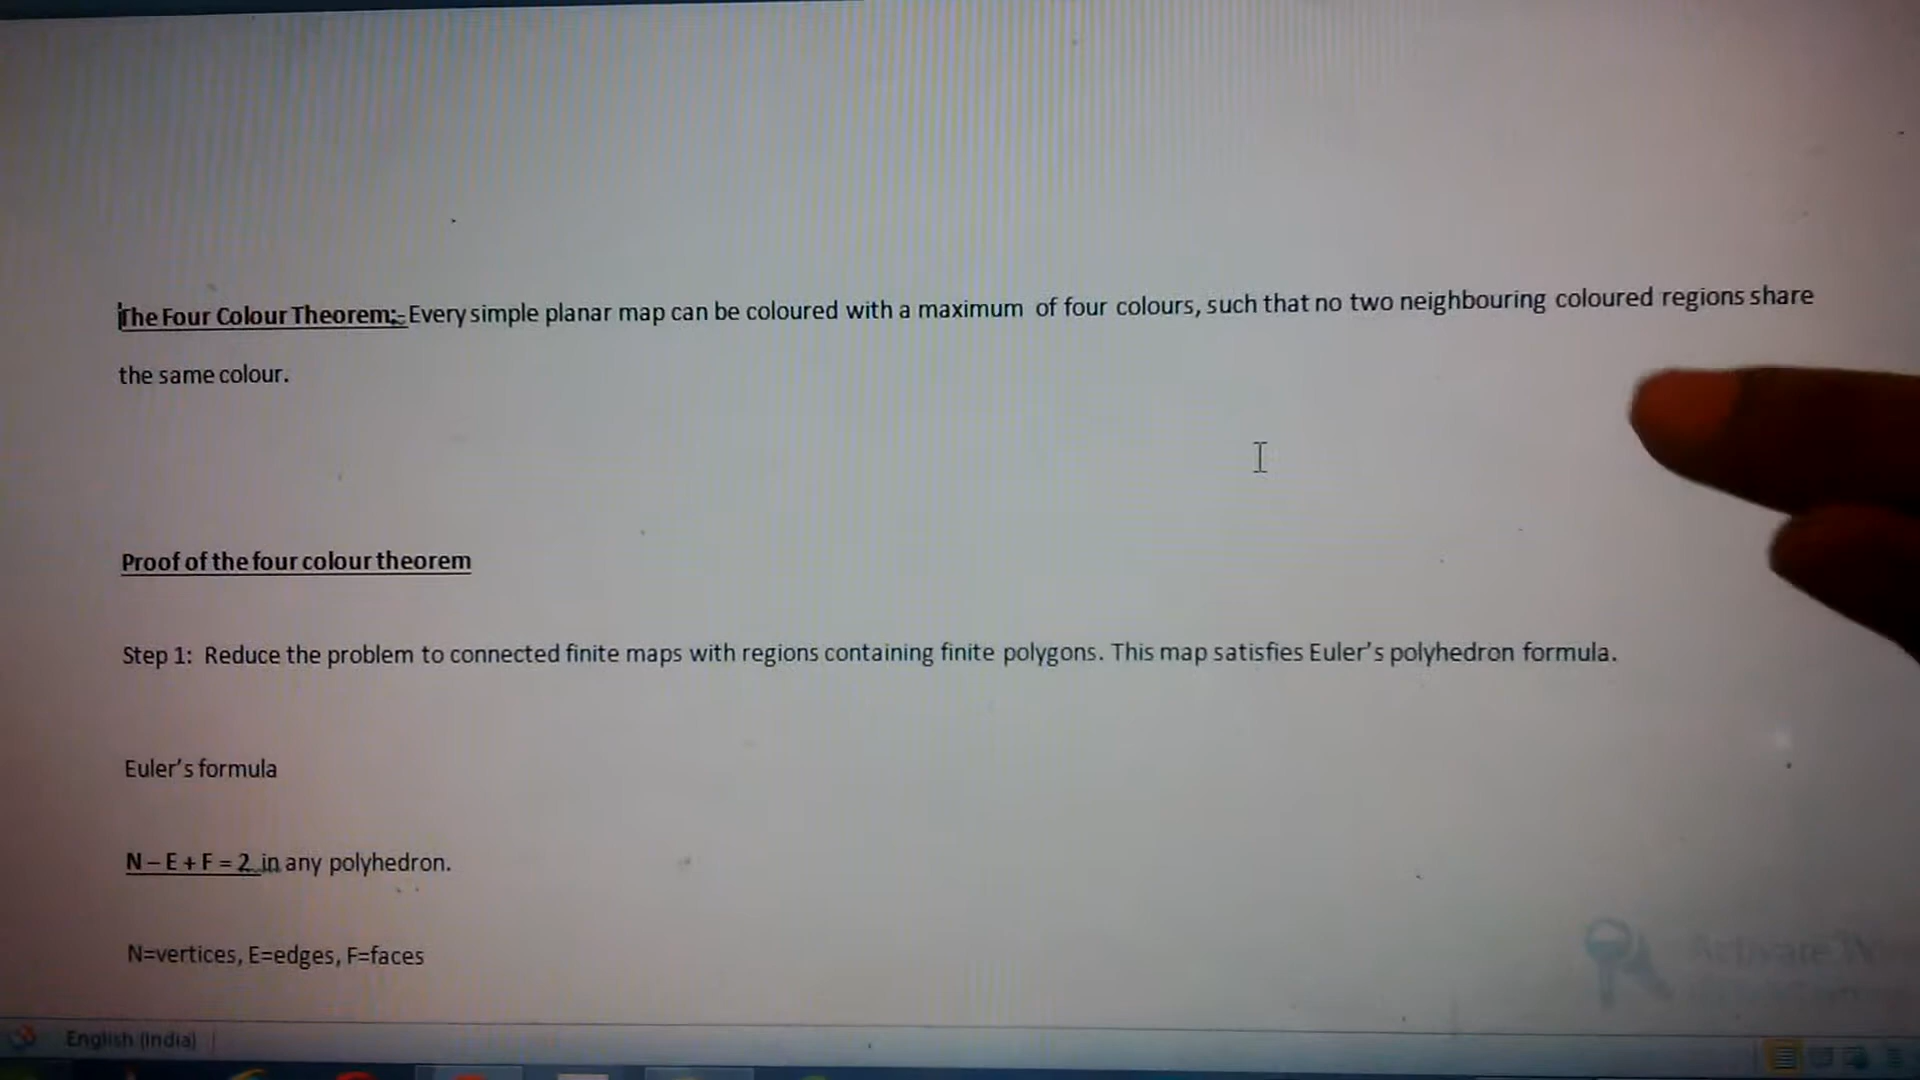 The Four Colour Theorem:- Every simple planar map can be coloured with a maximum of four colours, such that no two neighbouring coloured regions share
the same colour.
Proof of the four colour theorem
Step 1: Reduce the problem to connected finite maps with regions containing finite polygons. This map satisfies Euler's polyhedron formula.
Euler's formula
N – E + F = 2 in any polyhedron.
N=vertices, E=edges, F=faces
Activate
English (India)